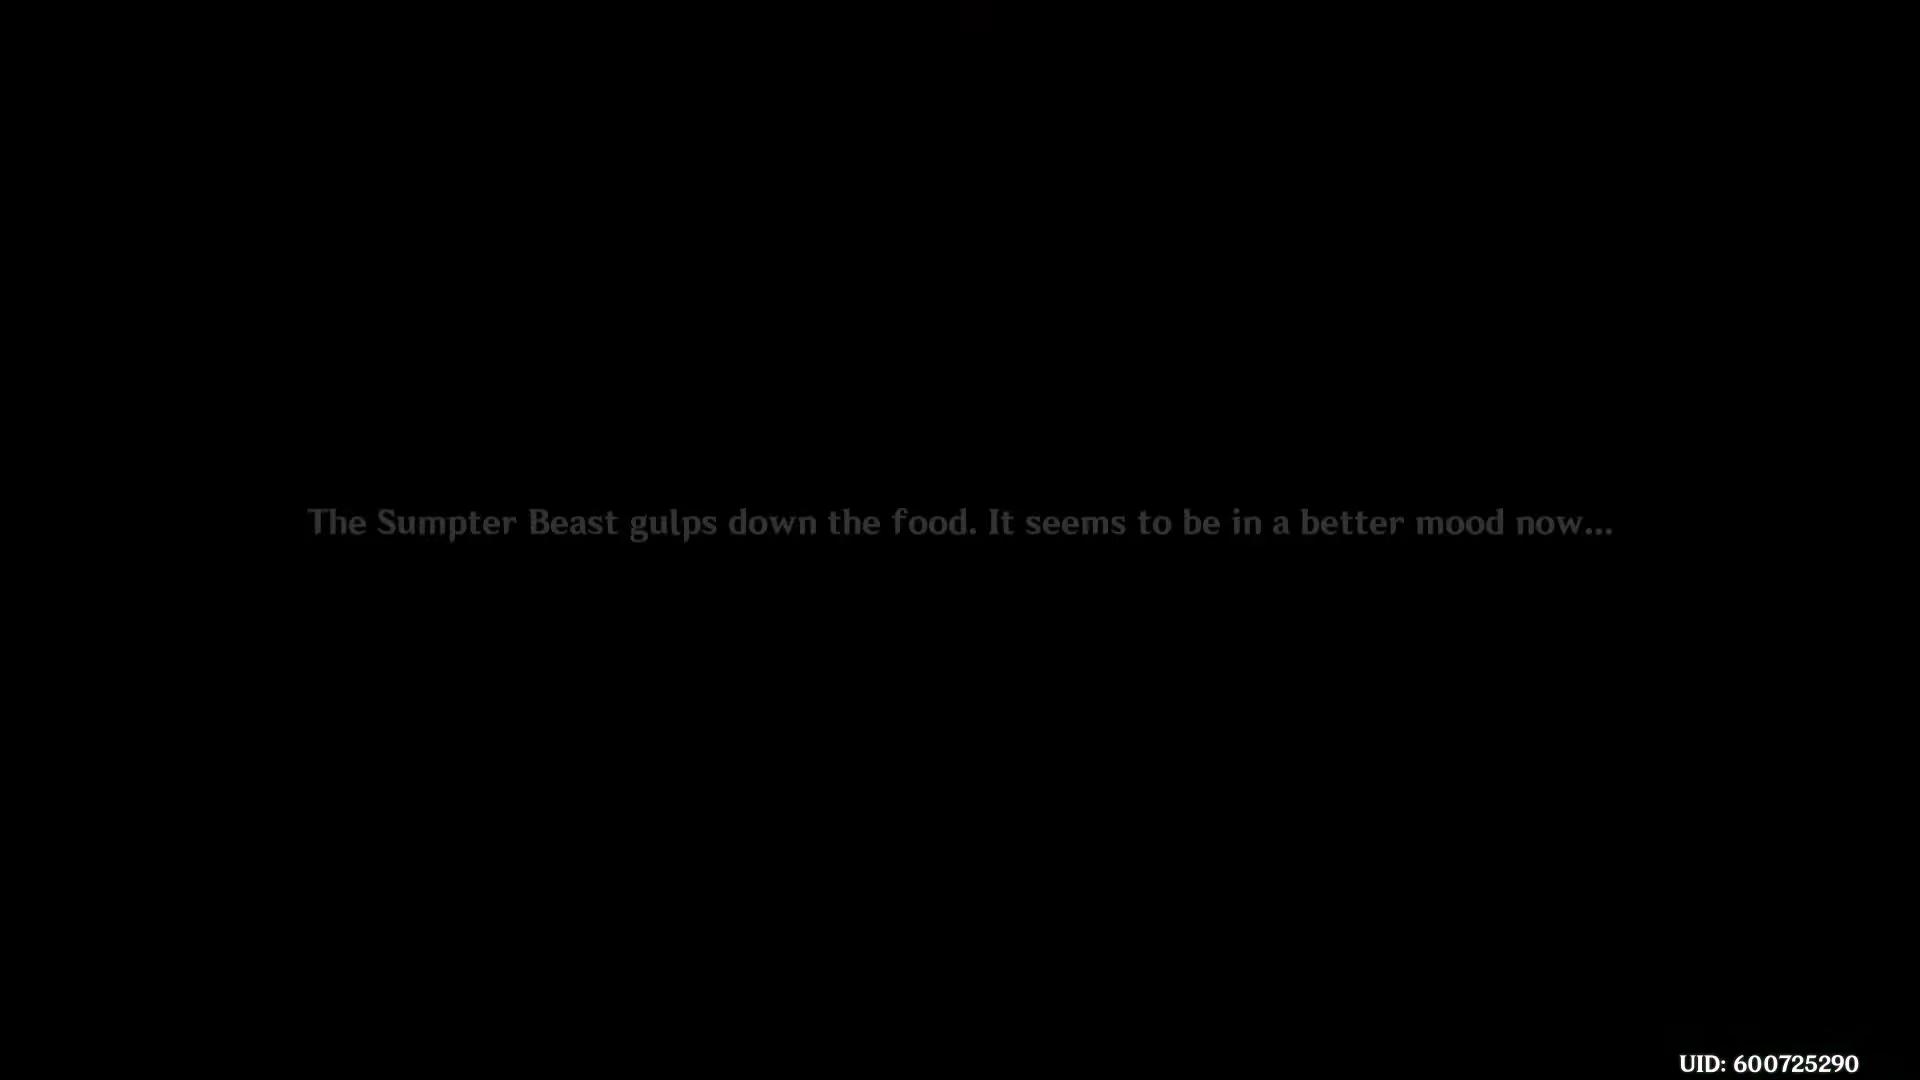 The Sumpter Beast gulps down the food. It seems to be in a better mood now...
UID: 600725290